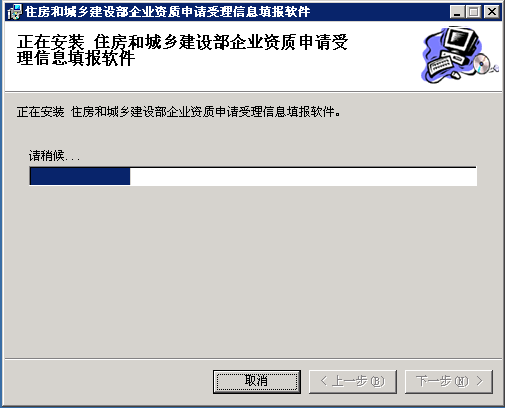 住房和城乡建设部企业资质申请受理信息填报软件
正在安装 住房和城乡建设部企业资质申请受
理信息填报软件
正在安装 住房和城乡建设部企业资质申请受理信息填报软件。
请稍候...
取消
< 上一步(B)
下一步(N) >